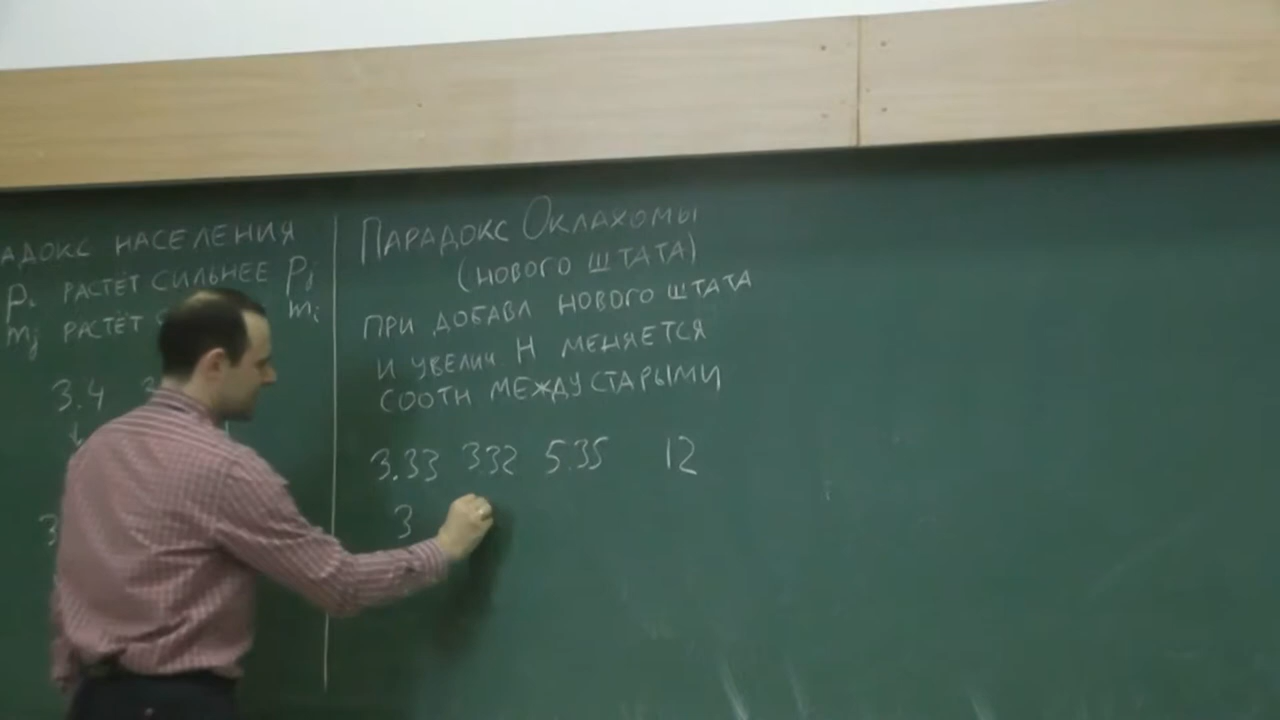 АДОКС НАСЕЛЕНИЯ
Pi РАСТЁТ СИЛЬНЕЕ Pj
mj РАСТЁТ mi
3.4
3
ПАРАДОКС ОКЛАХОМЫ
(НОВОГО ШТАТА)
ПРИ ДОБАВЛ НОВОГО ШТАТА
И УВЕЛИЧ H МЕНЯЕТСЯ
СООТН МЕЖДУ СТАРЫМИ
3.33 332 5.35 12
3